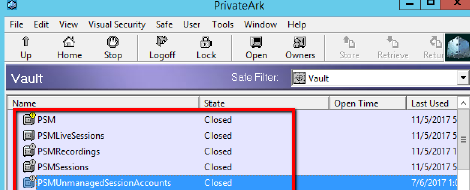 PrivateArk
File Edit View Visual Security Safe User Tools Window Help
Up Home Stop Logoff Lock Open Owners Store Retrieve Retur
Vault Safe Filter: Vault
Name State Open Time Last Used
PSM Closed 11/5/2017 5
PSMLiveSessions Closed 11/5/2017 5
PSMRecordings Closed 11/5/2017 5
PSMSessions Closed 11/5/2017 5
PSMUnmanagedSessionAccounts Closed 7/6/2017 1:0